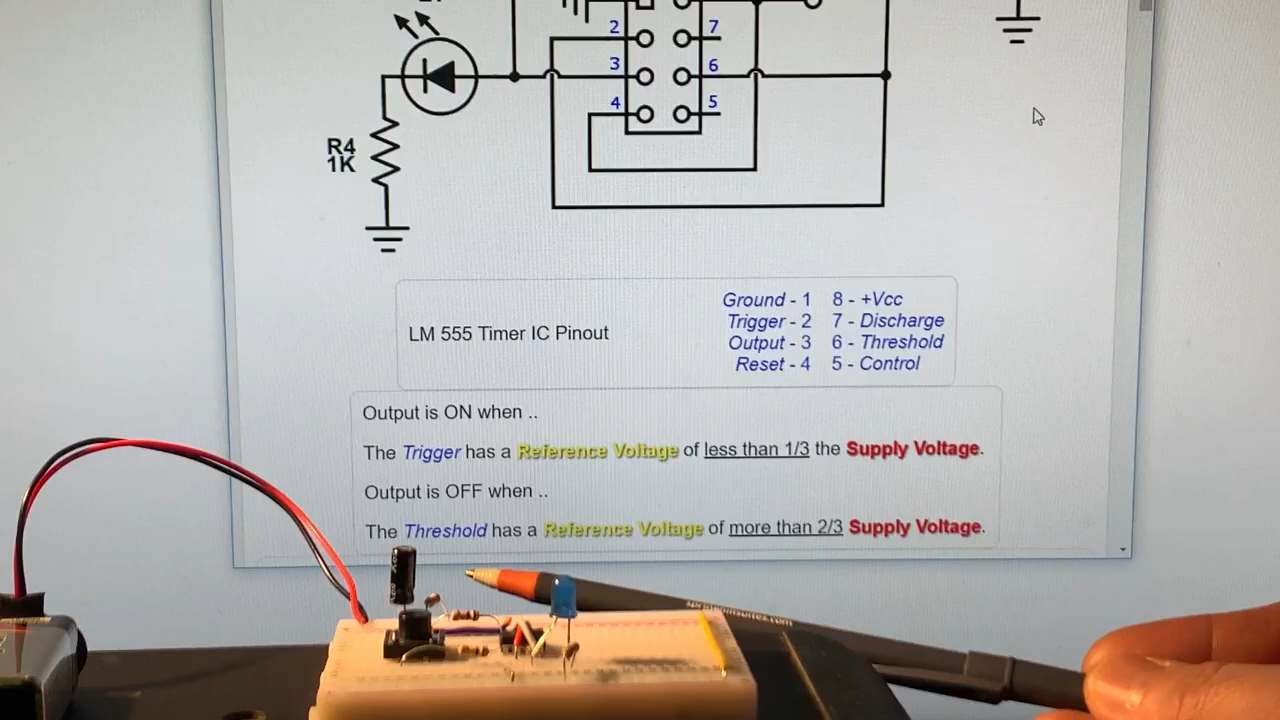 2
7
3
6
4
5
R4
1K
LM 555 Timer IC Pinout
Ground - 1 8 - +Vcc
Trigger - 2 7 - Discharge
Output - 3 6 - Threshold
Reset - 4 5 - Control
Output is ON when ..
The Trigger has a Reference Voltage of less than 1/3 the Supply Voltage.
Output is OFF when ..
The Threshold has a Reference Voltage of more than 2/3 Supply Voltage.